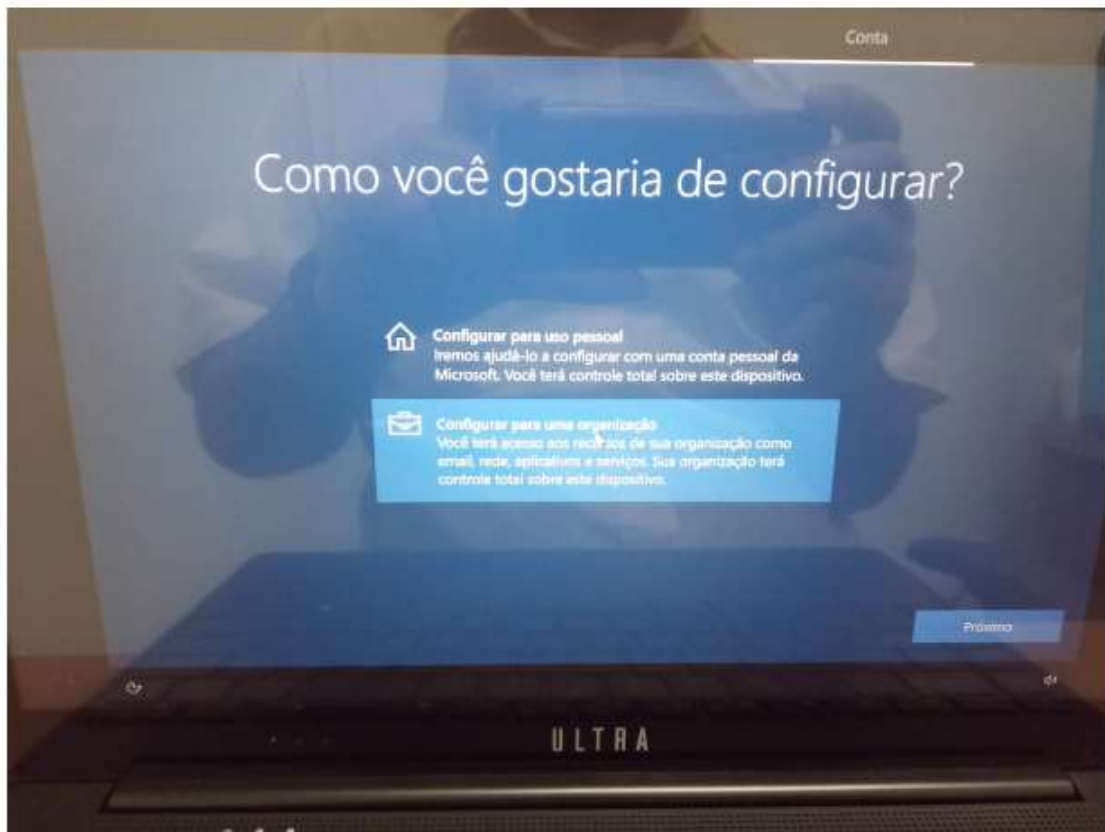 Conta
Como você gostaria de configurar?
Configurar para uso pessoal
Iremos ajudá-lo a configurar com uma conta pessoal da
Microsoft. Você terá controle total sobre este dispositivo.
Configurar para uma organização
Você terá acesso aos recursos de sua organização como
email, rede, aplicativos e serviços. Sua organização terá
controle total sobre este dispositivo.
Próximo
ULTRA